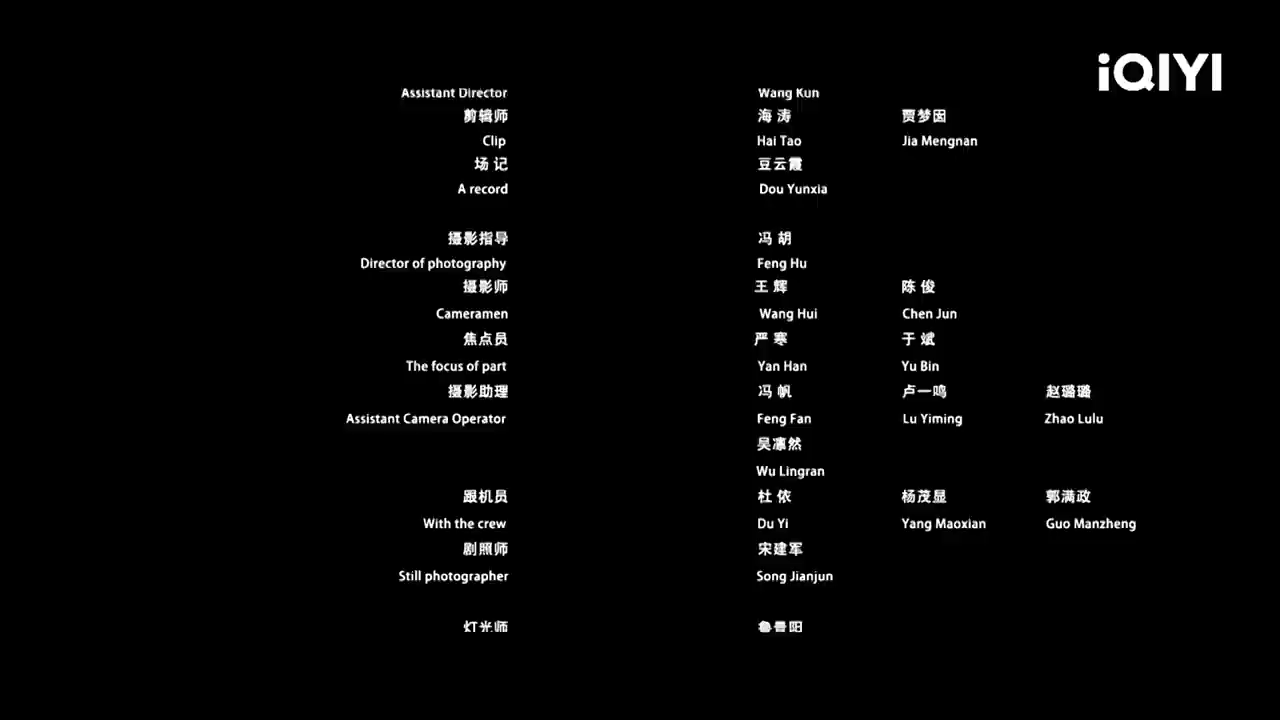 iQIYI
Assistant Director Wang Kun
剪辑师 海涛 贾梦囡
Clip Hai Tao Jia Mengnan
场记 豆云霞
A record Dou Yunxia
摄影指导 冯胡
Director of photography Feng Hu
摄影师 王辉 陈俊
Cameramen Wang Hui Chen Jun
焦点员 严寒 于斌
The focus of part Yan Han Yu Bin
摄影助理 冯帆 卢一鸣 赵璐璐
Assistant Camera Operator Feng Fan Lu Yiming Zhao Lulu
吴凛然
Wu Lingran
跟机员 杜依 杨茂显 郭满政
With the crew Du Yi Yang Maoxian Guo Manzheng
剧照师 宋建军
Still photographer Song Jianjun
灯光师 鲁景阳